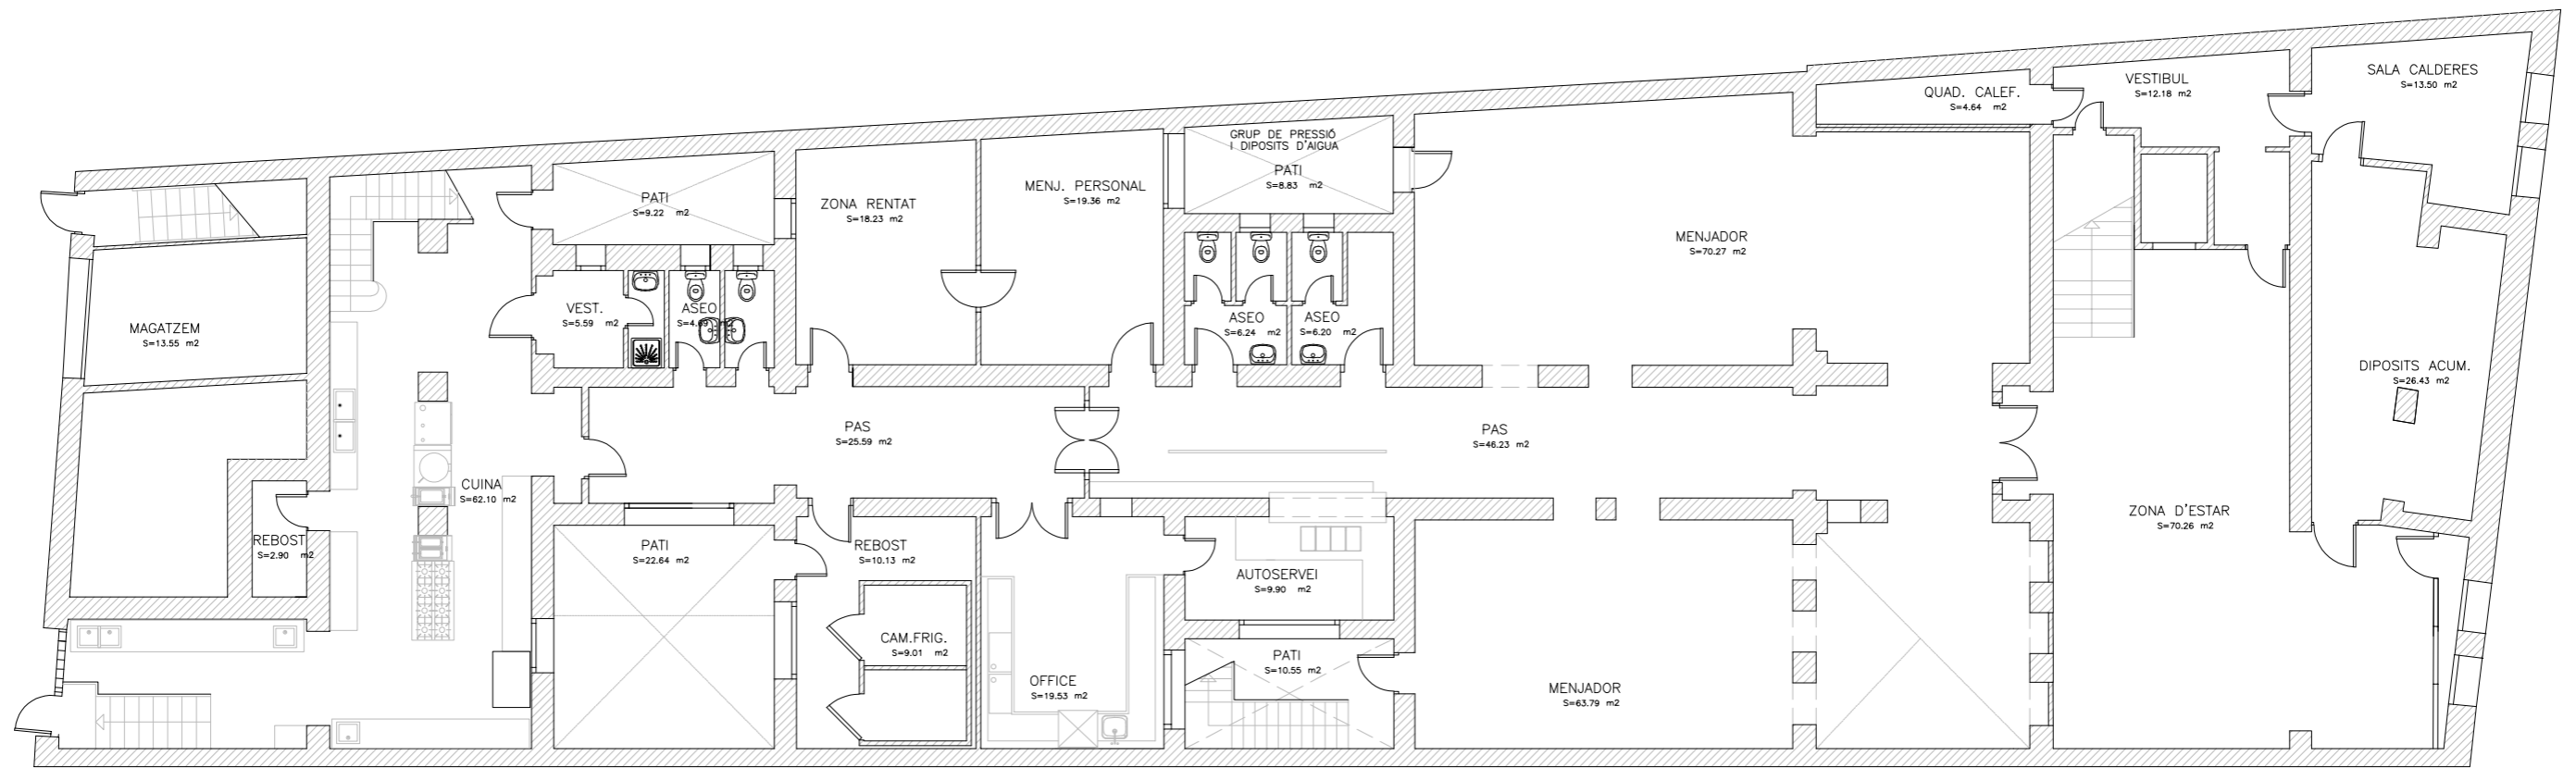 SALA CALDERES
S=13.50 m2
VESTIBUL
S=12.18 m2
QUAD. CALEF.
S=4.64 m2
GRUP DE PRESSIÓ
I DIPOSITS D'AIGUA
PATI
S=8.83 m2
MENJ. PERSONAL
S=19.36 m2
PATI
S=9.22 m2
ZONA RENTAT
S=18.23 m2
MENJADOR
S=70.27 m2
VEST.
S=5.59 m2
ASEO
S=4.69 m2
ASEO
S=6.24 m2
ASEO
S=6.20 m2
MAGATZEM
S=13.55 m2
DIPOSITS ACUM.
S=26.43 m2
PAS
S=25.59 m2
PAS
S=46.23 m2
CUINA
S=62.10 m2
ZONA D'ESTAR
S=70.26 m2
REBOST
S=2.90 m2
PATI
S=22.64 m2
REBOST
S=10.13 m2
AUTOSERVEI
S=9.90 m2
CAM.FRIG.
S=9.01 m2
PATI
S=10.55 m2
OFFICE
S=19.53 m2
MENJADOR
S=63.79 m2